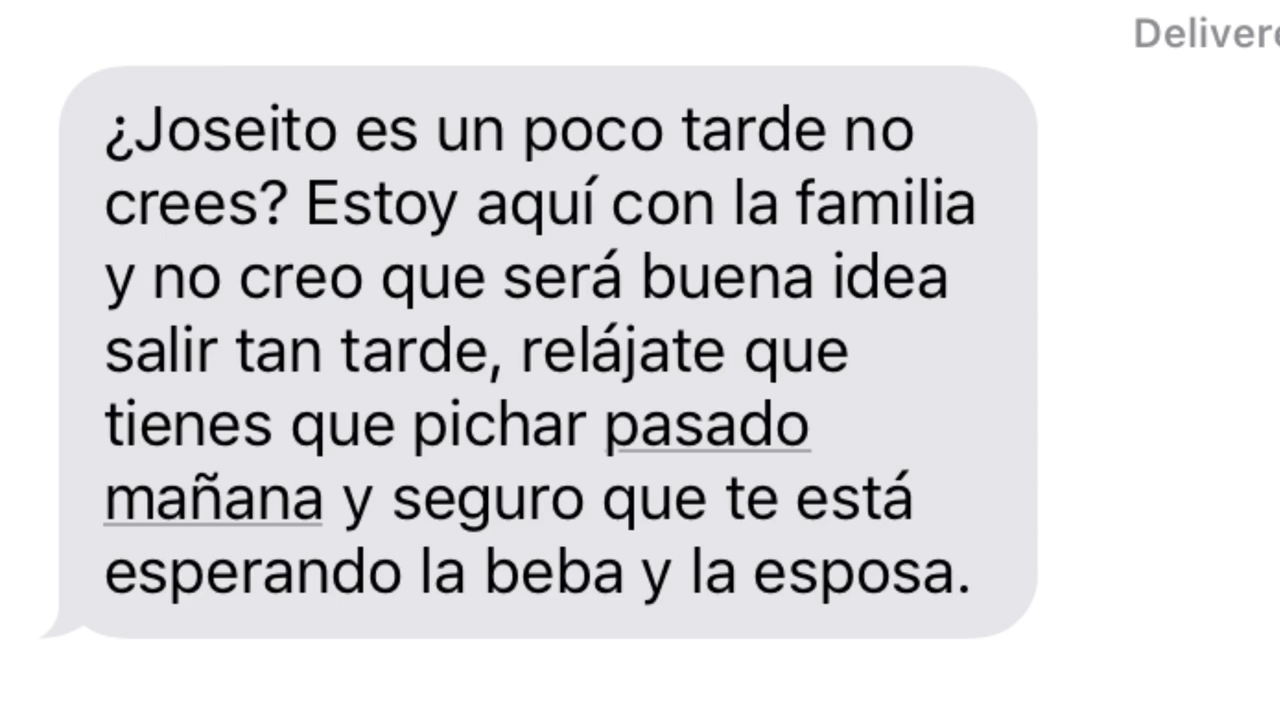 Delivere
¿Joseito es un poco tarde no
crees? Estoy aquí con la familia
y no creo que será buena idea
salir tan tarde, relájate que
tienes que pichar pasado
mañana y seguro que te está
esperando la beba y la esposa.